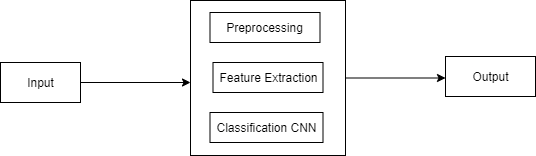 Input
Preprocessing
Feature Extraction
Classification CNN
Output